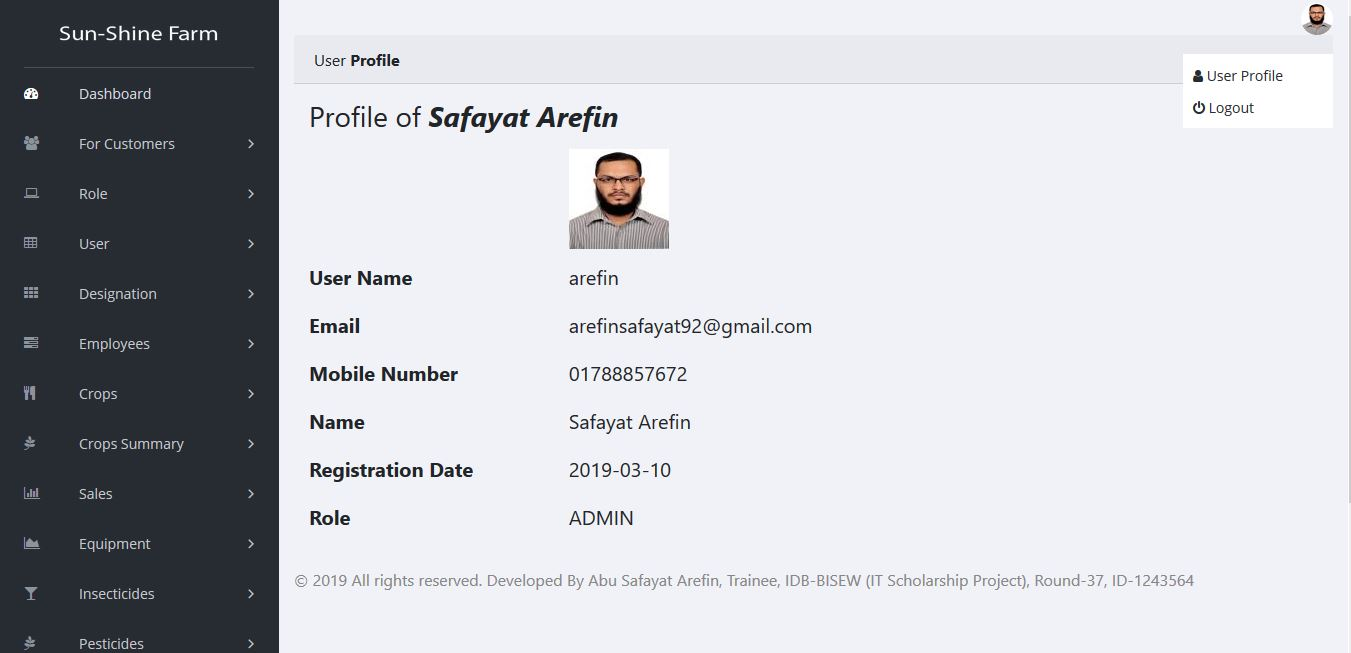 Sun-Shine Farm
Dashboard
For Customers
Role
User
Designation
Employees
Crops
Crops Summary
Sales
Equipment
Insecticides
Pesticides
User Profile
User Profile
Logout
Profile of Safayat Arefin
User Name arefin
Email arefinsafayat92@gmail.com
Mobile Number 01788857672
Name Safayat Arefin
Registration Date 2019-03-10
Role ADMIN
© 2019 All rights reserved. Developed By Abu Safayat Arefin, Trainee, IDB-BISEW (IT Scholarship Project), Round-37, ID-1243564